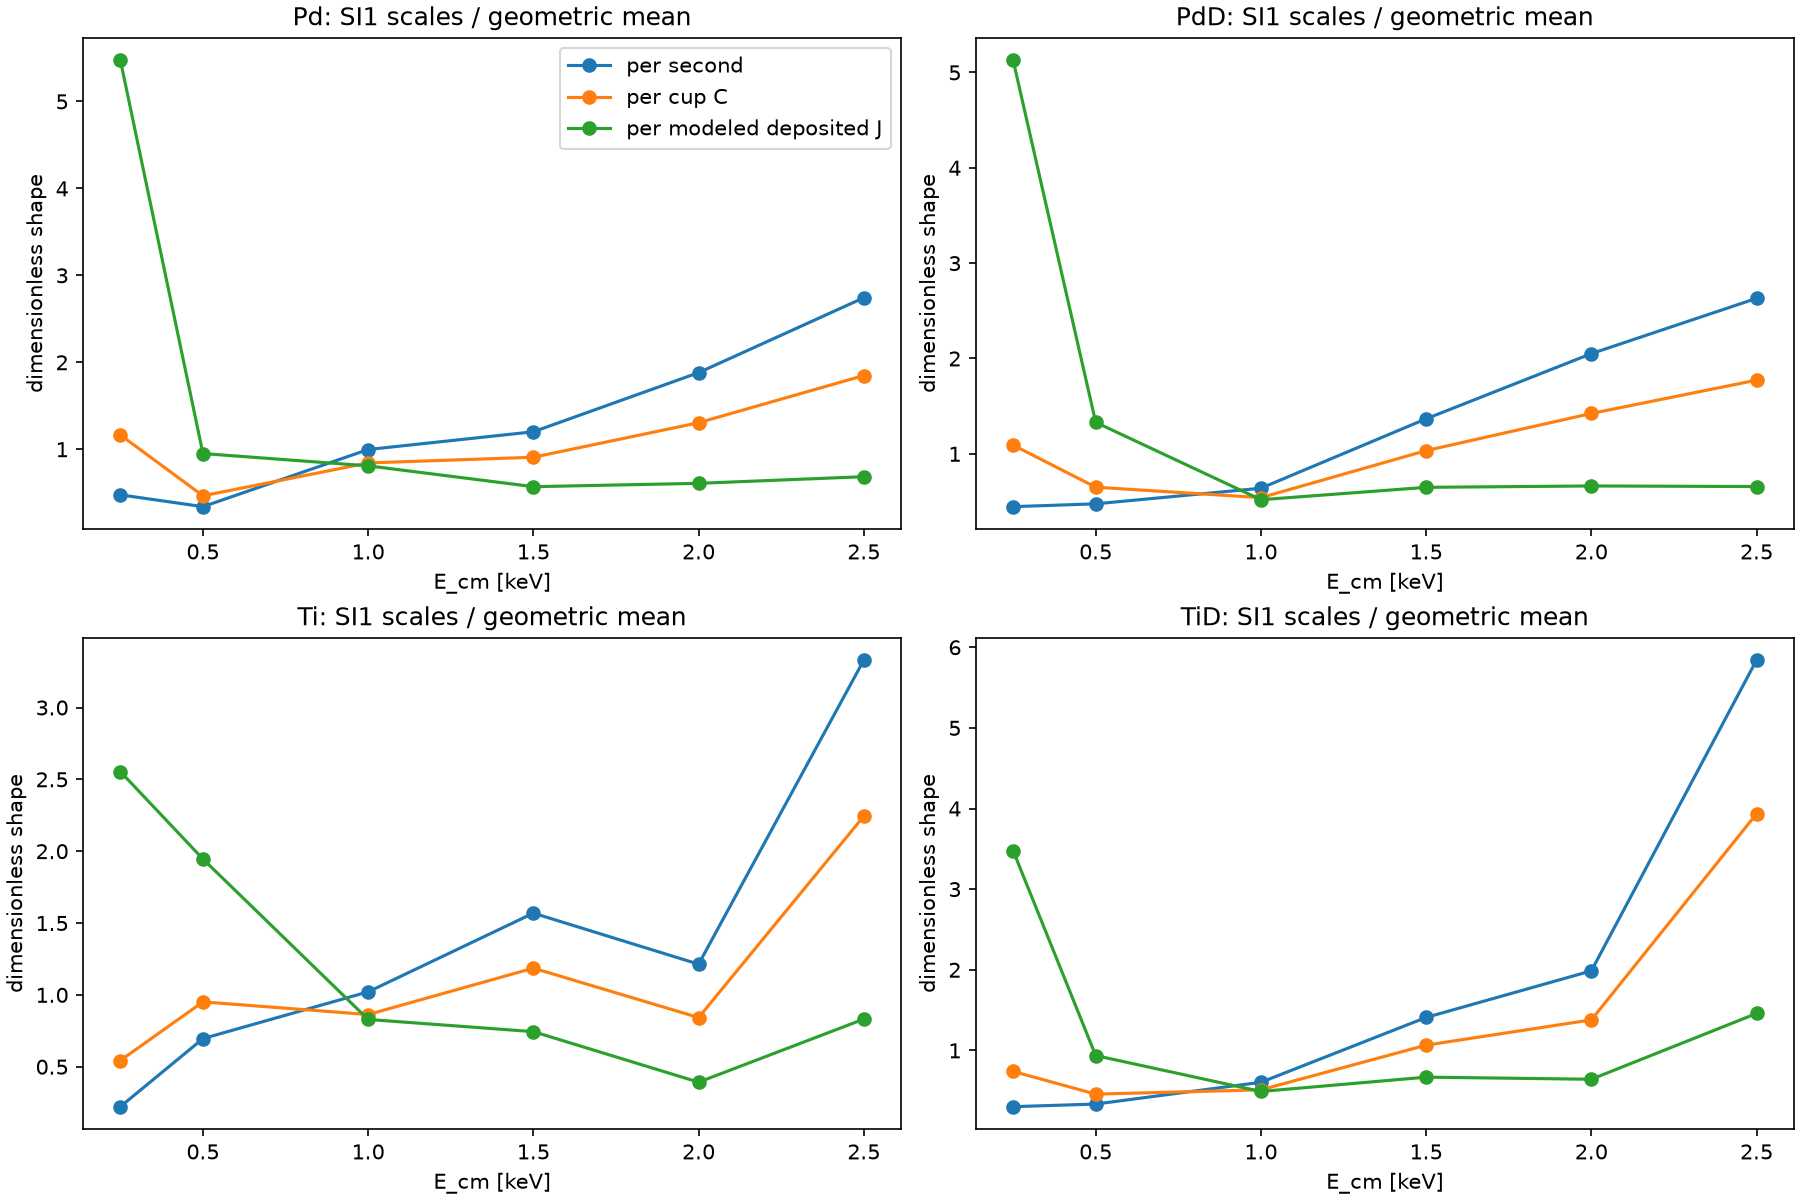 Pd: SI1 scales / geometric mean
per second
per cup C
per modeled deposited J
dimensionless shape
5
4
3
2
1
0.5 1.0 1.5 2.0 2.5
E_cm [keV]
PdD: SI1 scales / geometric mean
dimensionless shape
5
4
3
2
1
0.5 1.0 1.5 2.0 2.5
E_cm [keV]
Ti: SI1 scales / geometric mean
dimensionless shape
3.0
2.5
2.0
1.5
1.0
0.5
0.5 1.0 1.5 2.0 2.5
E_cm [keV]
TiD: SI1 scales / geometric mean
dimensionless shape
6
5
4
3
2
1
0.5 1.0 1.5 2.0 2.5
E_cm [keV]